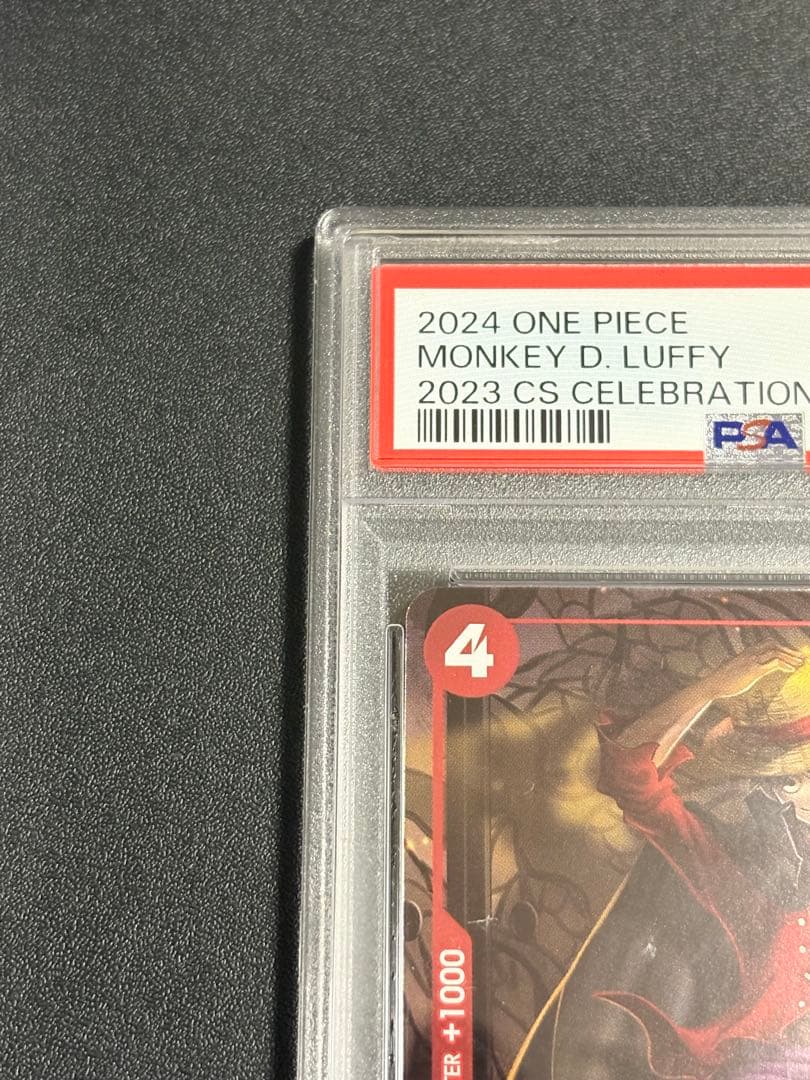 2024 ONE PIECE
MONKEY D. LUFFY
2023 CS CELEBRATION
PSA
4
+1000